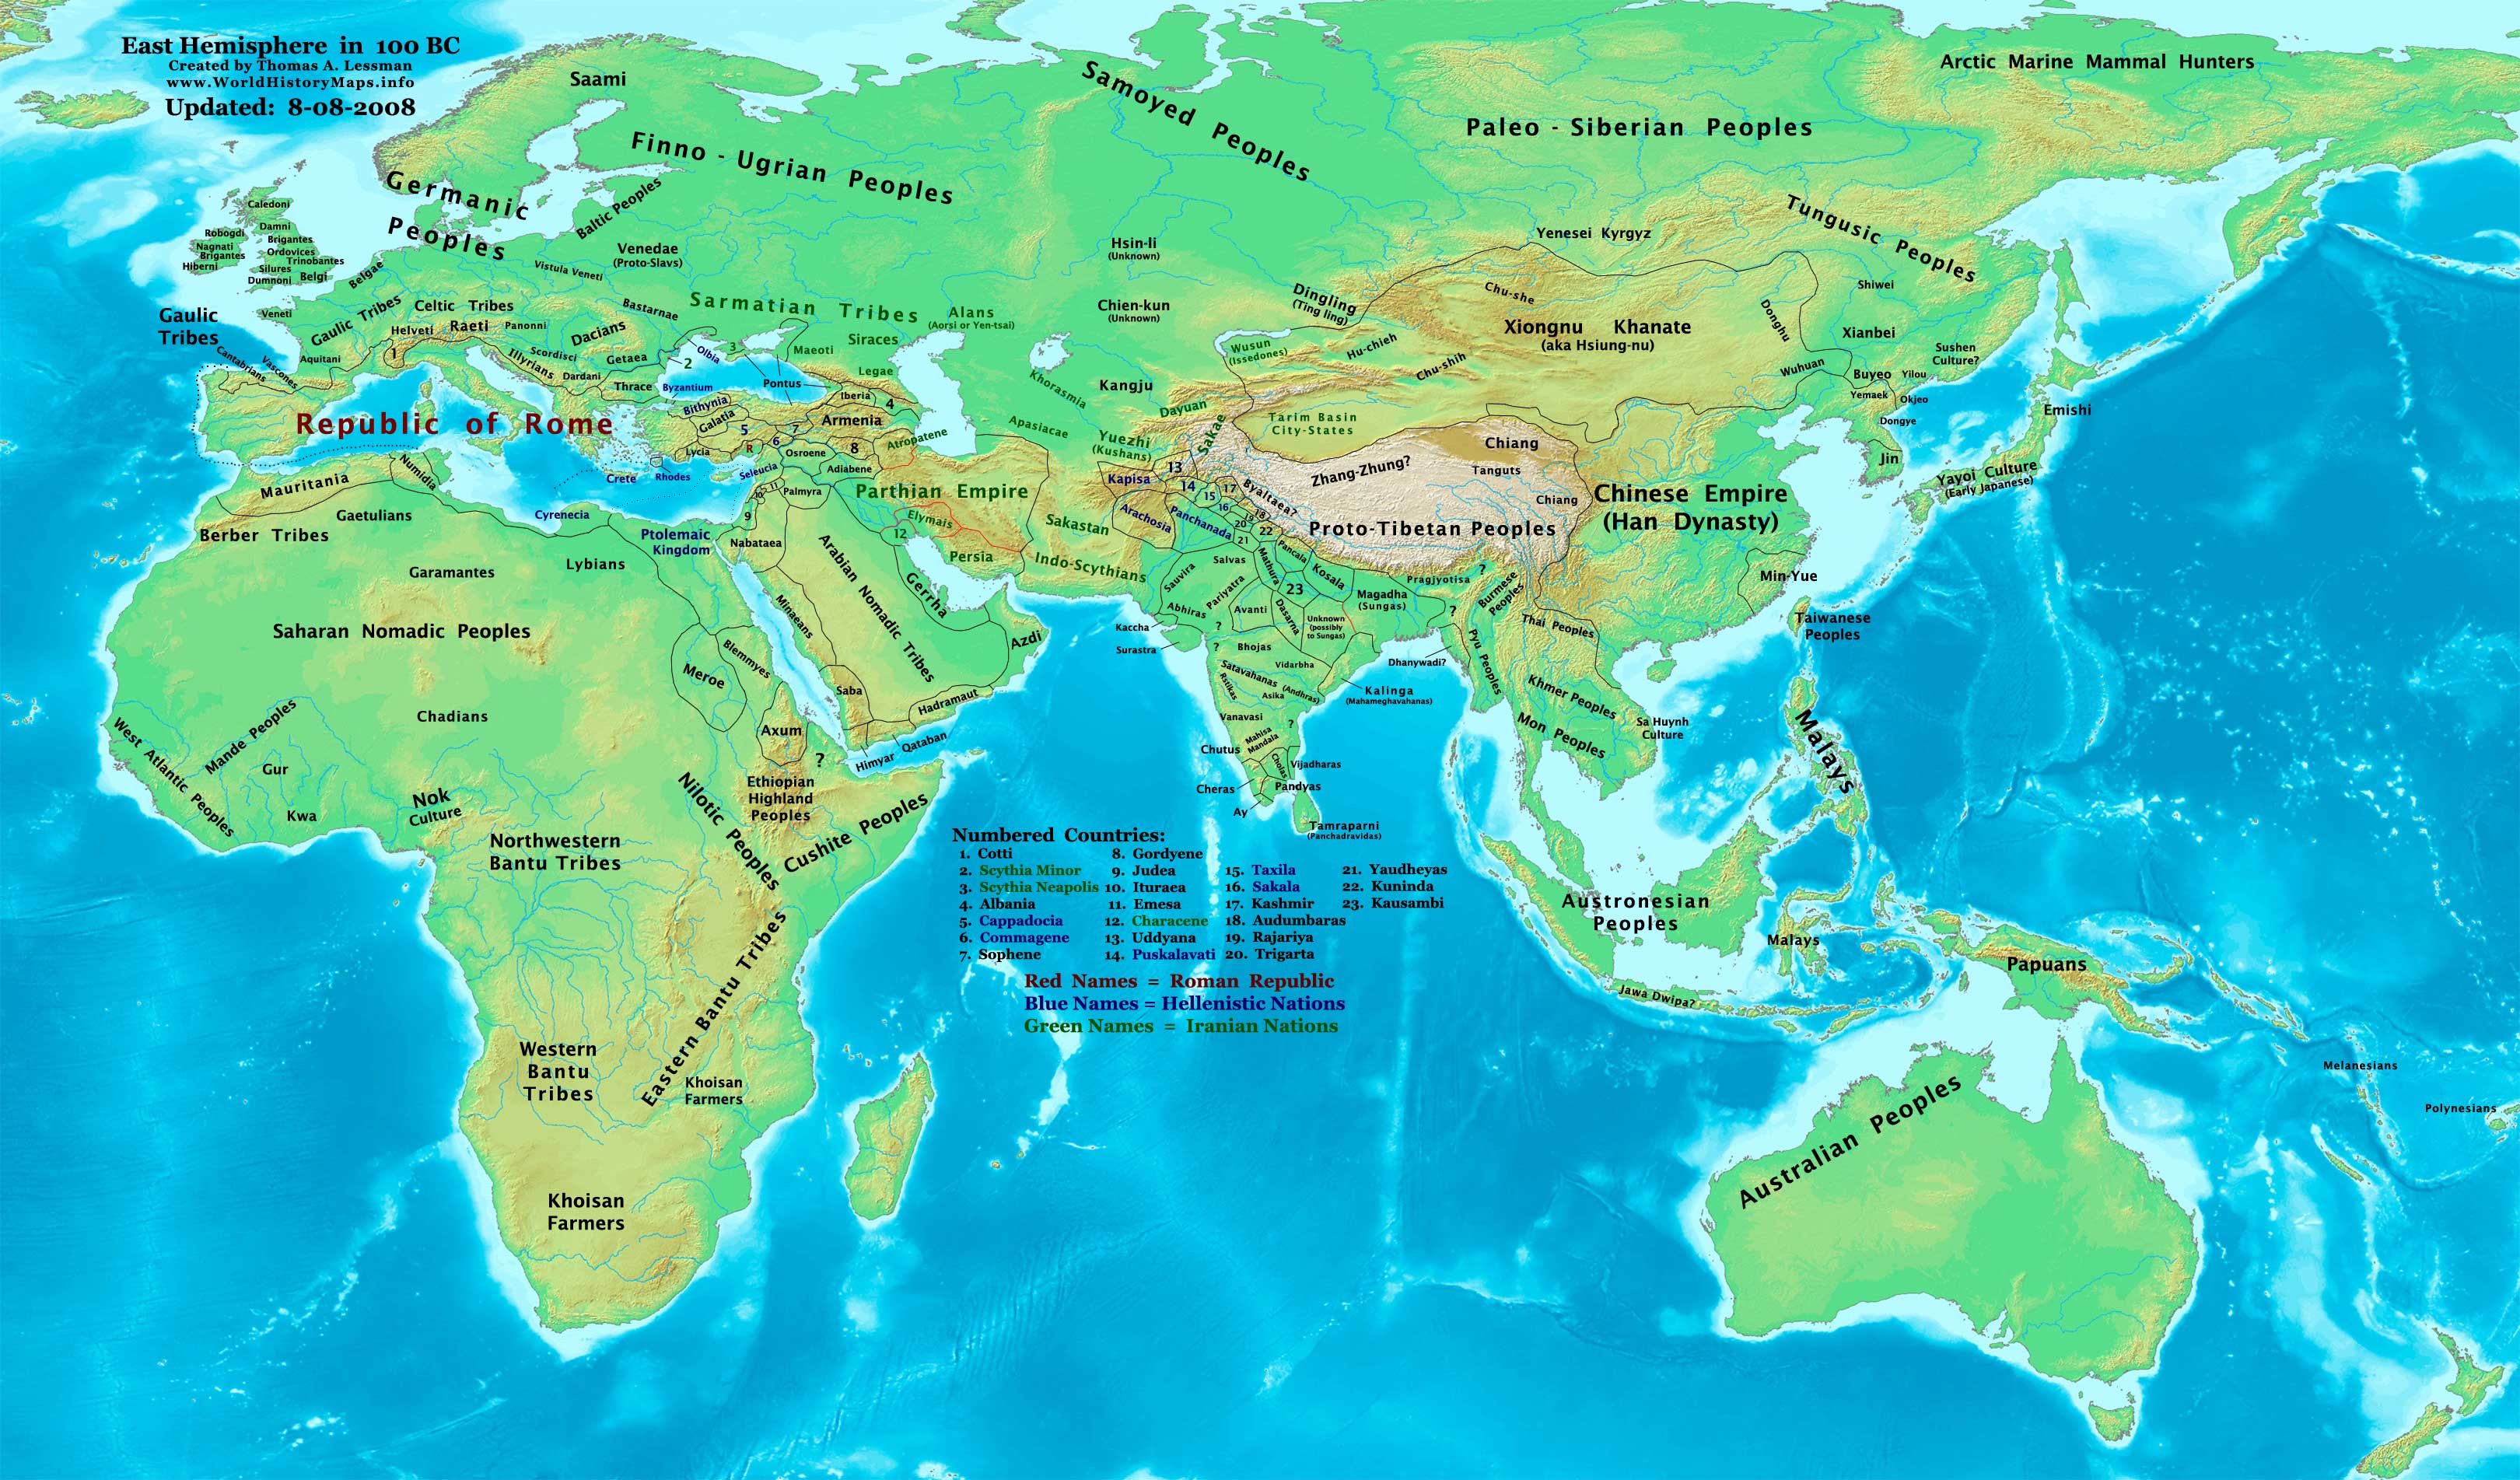 East Hemisphere in 100 BC
Created by Thomas A. Lessman
www.WorldHistoryMaps.info
Updated: 8-08-2008
Saami
Samoyed Peoples
Arctic Marine Mammal Hunters
Finno - Ugrian Peoples
Paleo - Siberian Peoples
Germanic
Peoples
Baltic Peoples
Tungusic Peoples
Caledoni
Damni
Robogdi
Brigantes
Nagnati
Ordovices
Brigantes
Trinobantes
Hiberni
Silures
Belgi
Dumnoni
Belgae
Venedae
(Proto-Slavs)
Vistula Veneti
Hsin-li
(Unknown)
Yenesei Kyrgyz
Shiwei
Gaulic
Tribes
Veneti
Gaulic Tribes
Celtic Tribes
Bastarnae
Sarmatian Tribes
Alans
(Aorsi or Yen-tsai)
Chien-kun
(Unknown)
Dingling
(Ting ling)
Chu-she
Donghu
Helveti
Raeti
Panonni
Dacians
Siraces
Xiongnu Khanate
(aka Hsiung-nu)
Xianbei
Cantabrians
Vascones
Aquitani
1
Illyrians
Scordisci
Getaea
2
Olbia
3
Maeoti
Wusun
(Issedones)
Hu-chieh
Chu-shih
Sushen
Culture?
Dardani
Thrace
Byzantium
Pontus
Legae
Khorasmia
Kangju
Wuhuan
Buyeo
Yilou
Republic of Rome
Bithynia
Iberia
4
Yemaek
Okjeo
Galatia
5
7
Armenia
Dayuan
Tarim Basin
City-States
Emishi
6
8
Atropatene
Apasiacae
Yuezhi
(Kushans)
Sakae
Chiang
Dongye
Lycia
R
Osroene
Adiabene
Jin
Mauritania
Numidia
Crete
Rhodes
Seleucia
Kapisa
13
Zhang-Zhung?
Tanguts
Yayoi Culture
(Early Japanese)
10
11
Palmyra
Parthian Empire
14
15
17
Byaltaea?
Chiang
Chinese Empire
(Han Dynasty)
Gaetulians
Cyrenecia
9
Elymais
Sakastan
Arachosia
Panchanada
16
18
19
20
22
21
Proto-Tibetan Peoples
Berber Tribes
Ptolemaic
Kingdom
Nabataea
12
Persia
Indo-Scythians
Salvas
Mathura
Pancala
Kosala
Garamantes
Lybians
Arabian Nomadic Tribes
Gerrha
Sauvira
Pariyatra
23
Magadha
(Sungas)
Pragjyotisa
?
Burmese
Peoples
Min-Yue
Saharan Nomadic Peoples
Minaeans
Azdi
Abhiras
Avanti
Dasarna
?
Kaccha
?
Unknown
(possibly
to Sungas)
Thai Peoples
Taiwanese
Peoples
Blemmyes
Meroe
Surastra
?
Bhojas
Vidarbha
Dhanywadi?
Pyu Peoples
Saba
Hadramaut
Satavahanas (Andhras)
Rstikas
Asika
Kalinga
(Mahameghavahanas)
Khmer Peoples
Chadians
West Atlantic Peoples
Mande Peoples
Axum
?
Himyar
Qataban
Vanavasi
?
Mahisa
Mandala
Chutus
Mon Peoples
Sa Huynh
Culture
Malays
Gur
Kwa
Nok
Culture
Nilotic Peoples
Ethiopian
Highland
Peoples
Cushite Peoples
Cholas
Vijadharas
Cheras
Pandyas
Ay
Tamraparni
(Panchadravidas)
Northwestern
Bantu Tribes
Numbered Countries:
1. Cotti
2. Scythia Minor
3. Scythia Neapolis
4. Albania
5. Cappadocia
6. Commagene
7. Sophene
8. Gordyene
9. Judea
10. Ituraea
11. Emesa
12. Characene
13. Uddyana
14. Puskalavati
15. Taxila
16. Sakala
17. Kashmir
18. Audumbaras
19. Rajariya
20. Trigarta
21. Yaudheyas
22. Kuninda
23. Kausambi
Red Names = Roman Republic
Blue Names = Hellenistic Nations
Green Names = Iranian Nations
Austronesian
Peoples
Malays
Papuans
Jawa Dwipa?
Eastern Bantu Tribes
Western
Bantu
Tribes
Khoisan
Farmers
Melanesians
Polynesians
Australian Peoples
Khoisan
Farmers